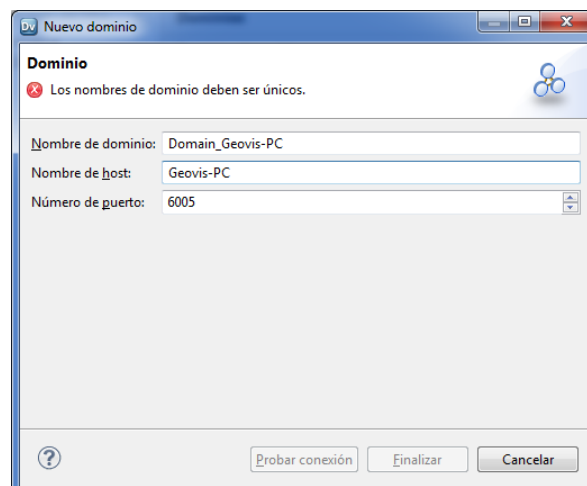 Dv Nuevo dominio
Dominio
Los nombres de dominio deben ser únicos.
Nombre de dominio: Domain_Geovis-PC
Nombre de host: Geovis-PC
Número de puerto: 6005
Probar conexión Finalizar Cancelar